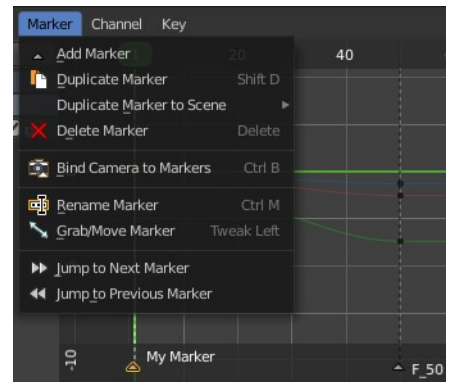 Marker Channel Key
Add Marker
20
40
Duplicate Marker Shift D
Duplicate Marker to Scene
Delete Marker Delete
Bind Camera to Markers Ctrl B
Rename Marker Ctrl M
Grab/Move Marker Tweak Left
Jump to Next Marker
Jump to Previous Marker
-10
My Marker
F_50